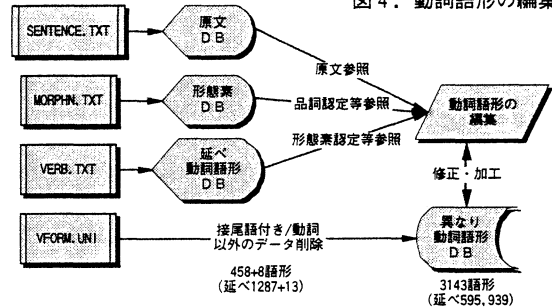 図4. 動詞語形の編集
SENTENCE.TXT
原文
DB
原文参照
MORPHN.TXT
形態素
DB
品詞認定等参照
動詞語形の
編集
形態素認定等参照
VERB.TXT
延べ
動詞語形
DB
修正・加工
VFORM.UNI
接尾語付き/動詞
以外のデータ削除
異なり
動詞語形
DB
458+8語形
(延べ1287+13)
3143語形
(延べ595,939)